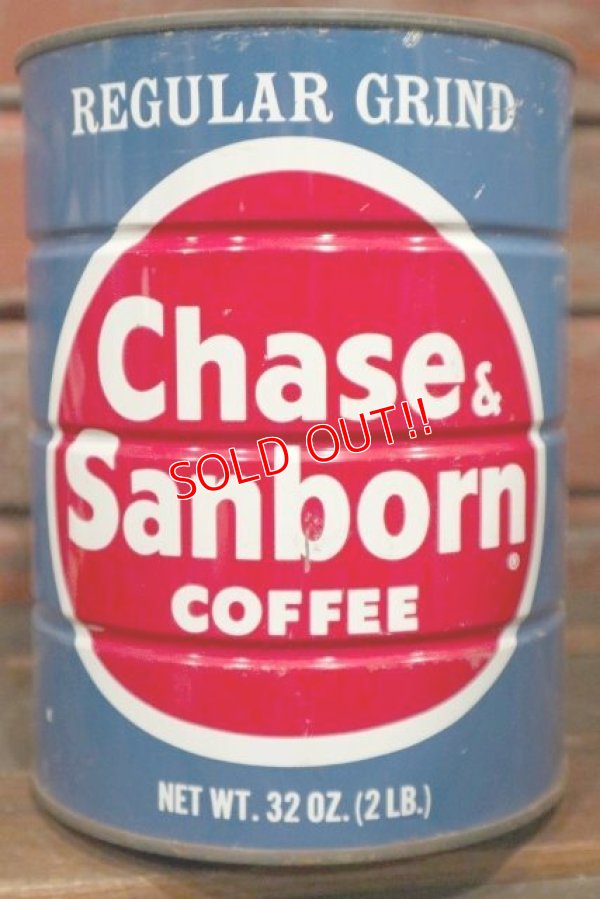 REGULAR GRIND
Chase &
SOLD OUT!!
Sanborn®
COFFEE
NET WT. 32 OZ. (2 LB.)